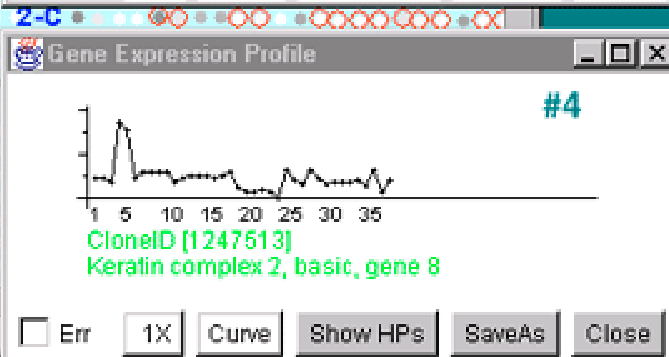 2-C
Gene Expression Profile
#4
1 5 10 15 20 25 30 35
CloneID [1247513]
Keratin complex 2, basic, gene 8
Err 1X Curve Show HPs SaveAs Close